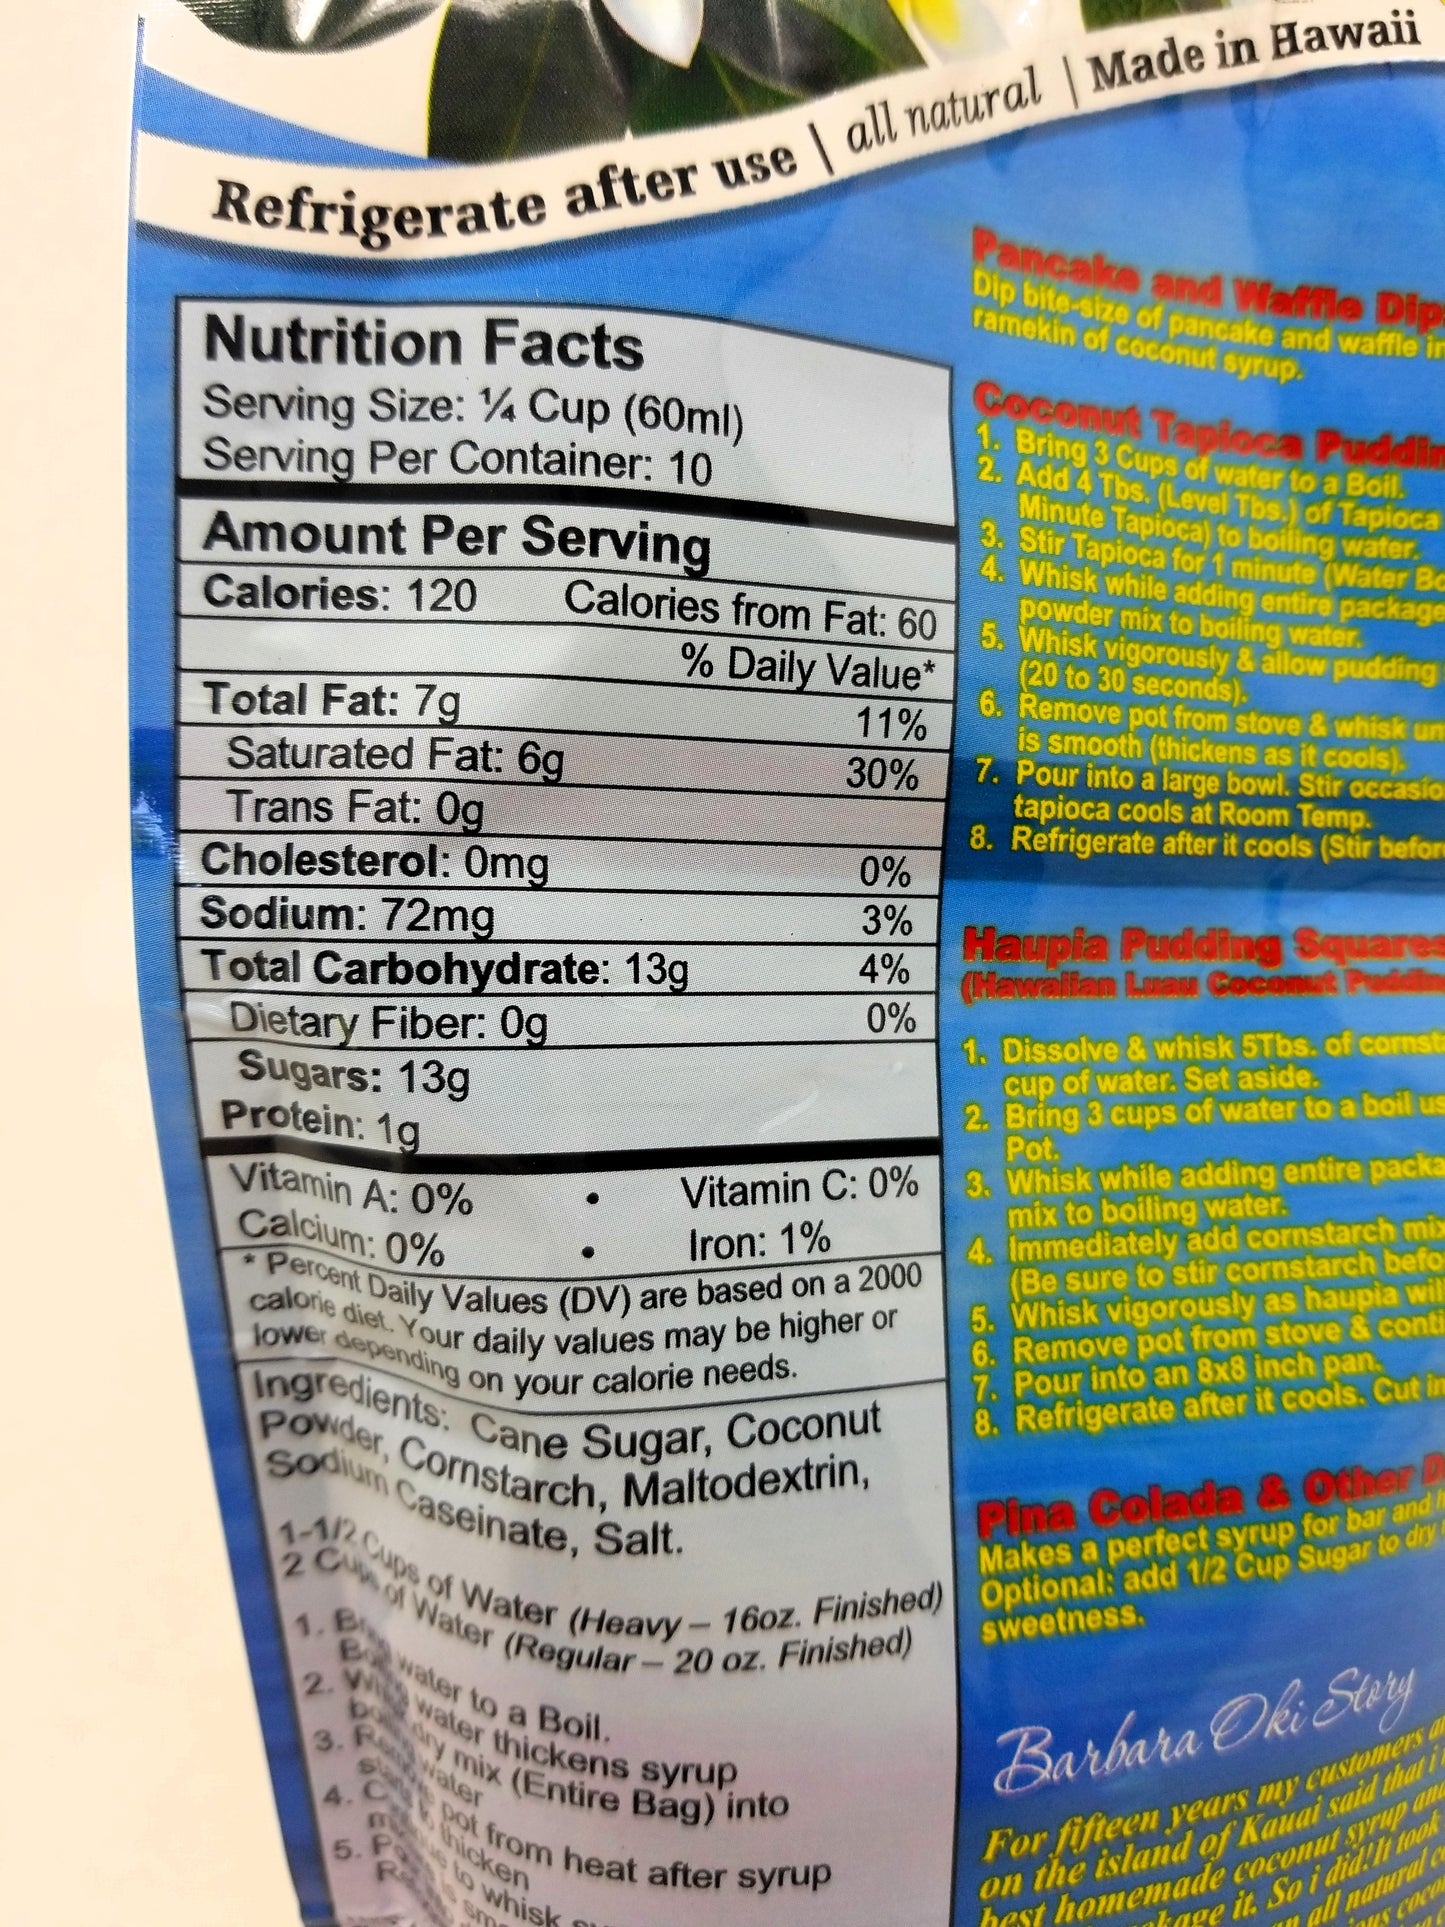 Refrigerate after use | all natural | Made in Hawaii
Nutrition Facts
Serving Size: ¼ Cup (60ml)
Serving Per Container: 10
Amount Per Serving
Calories: 120 Calories from Fat: 60
% Daily Value*
Total Fat: 7g 11%
Saturated Fat: 6g 30%
Trans Fat: 0g
Cholesterol: 0mg 0%
Sodium: 72mg 3%
Total Carbohydrate: 13g 4%
Dietary Fiber: 0g 0%
Sugars: 13g
Protein: 1g
Vitamin A: 0% • Vitamin C: 0%
Calcium: 0% • Iron: 1%
* Percent Daily Values (DV) are based on a 2000
calorie diet. Your daily values may be higher or
lower depending on your calorie needs.
Ingredients: Cane Sugar, Coconut
Powder, Cornstarch, Maltodextrin,
Sodium Caseinate, Salt.
1-1/2 Cups of Water (Heavy – 16oz. Finished)
2 Cups of Water (Regular – 20 oz. Finished)
1. water to a Boil.
water thickens syrup
2. dry mix (Entire Bag) into
water
3. pot from heat after syrup
thicken
4. to whisk
5.
Pancake and Waffle Dip
Dip bite-size of pancake and waffle in
ramekin of coconut syrup.
Coconut Tapioca
1. Bring 3 Cups of water to a Boil.
2. Add 4 Tbs. (Level Tbs.) of Tapioca
Minute Tapioca) to boiling water.
3. Stir Tapioca for 1 minute (Water
4. Whisk while adding entire package
powder mix to boiling water.
5. Whisk vigorously & allow pudding
(20 to 30 seconds).
6. Remove pot from stove & whisk
is smooth (thickens as it cools).
7. Pour into a large bowl. Stir
tapioca cools at Room Temp.
8. Refrigerate after it cools (Stir
Haupia Pudding Squares
(Hawaiian Luau Coconut
1. Dissolve & whisk 5Tbs. of
cup of water. Set aside.
2. Bring 3 cups of water to a boil
Pot.
3. Whisk while adding entire
mix to boiling water.
4. Immediately add cornstarch mix
(Be sure to stir cornstarch
5. Whisk vigorously as haupia will
6. Remove pot from stove &
7. Pour into an 8x8 inch pan.
8. Refrigerate after it cools. Cut
Pina Colada & Other
Makes a perfect syrup for bar and
Optional: add 1/2 Cup Sugar to dry
sweetness.
Barbara Oki Story
For fifteen years my customers
on the island of Kauai said that i
best homemade coconut syrup and
it. So i did! It took
all natural